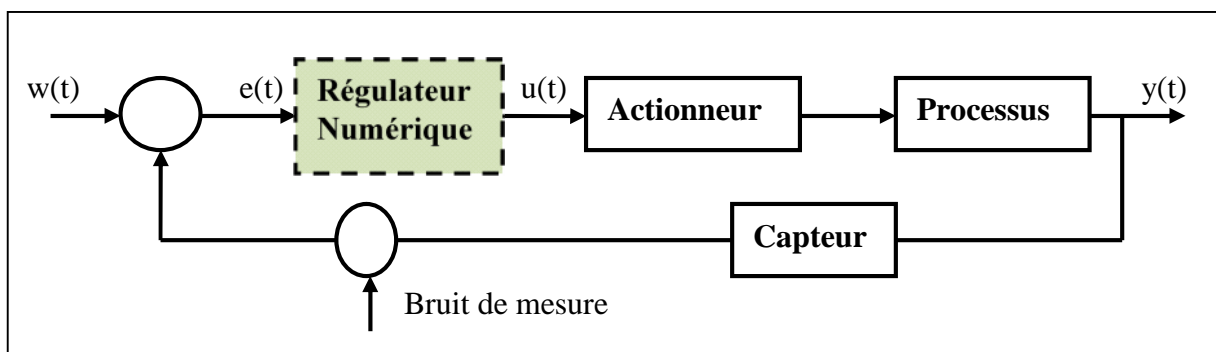 w(t)
e(t)
Régulateur
Numérique
u(t)
Actionneur
Processus
y(t)
Capteur
Bruit de mesure